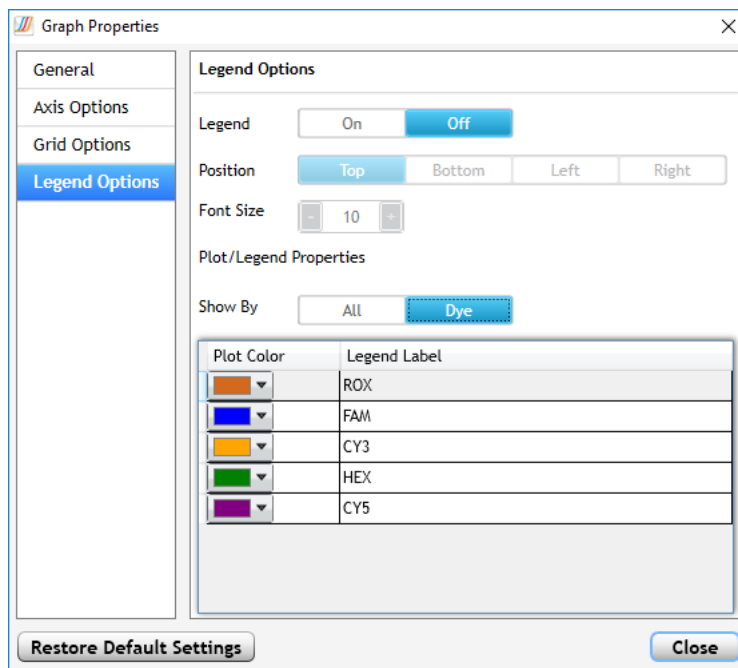 Graph Properties
General
Axis Options
Grid Options
Legend Options
Legend Options
Legend On Off
Position Top Bottom Left Right
Font Size - 10 +
Plot/Legend Properties
Show By All Dye
Plot Color Legend Label
ROX
FAM
CY3
HEX
CY5
Restore Default Settings Close